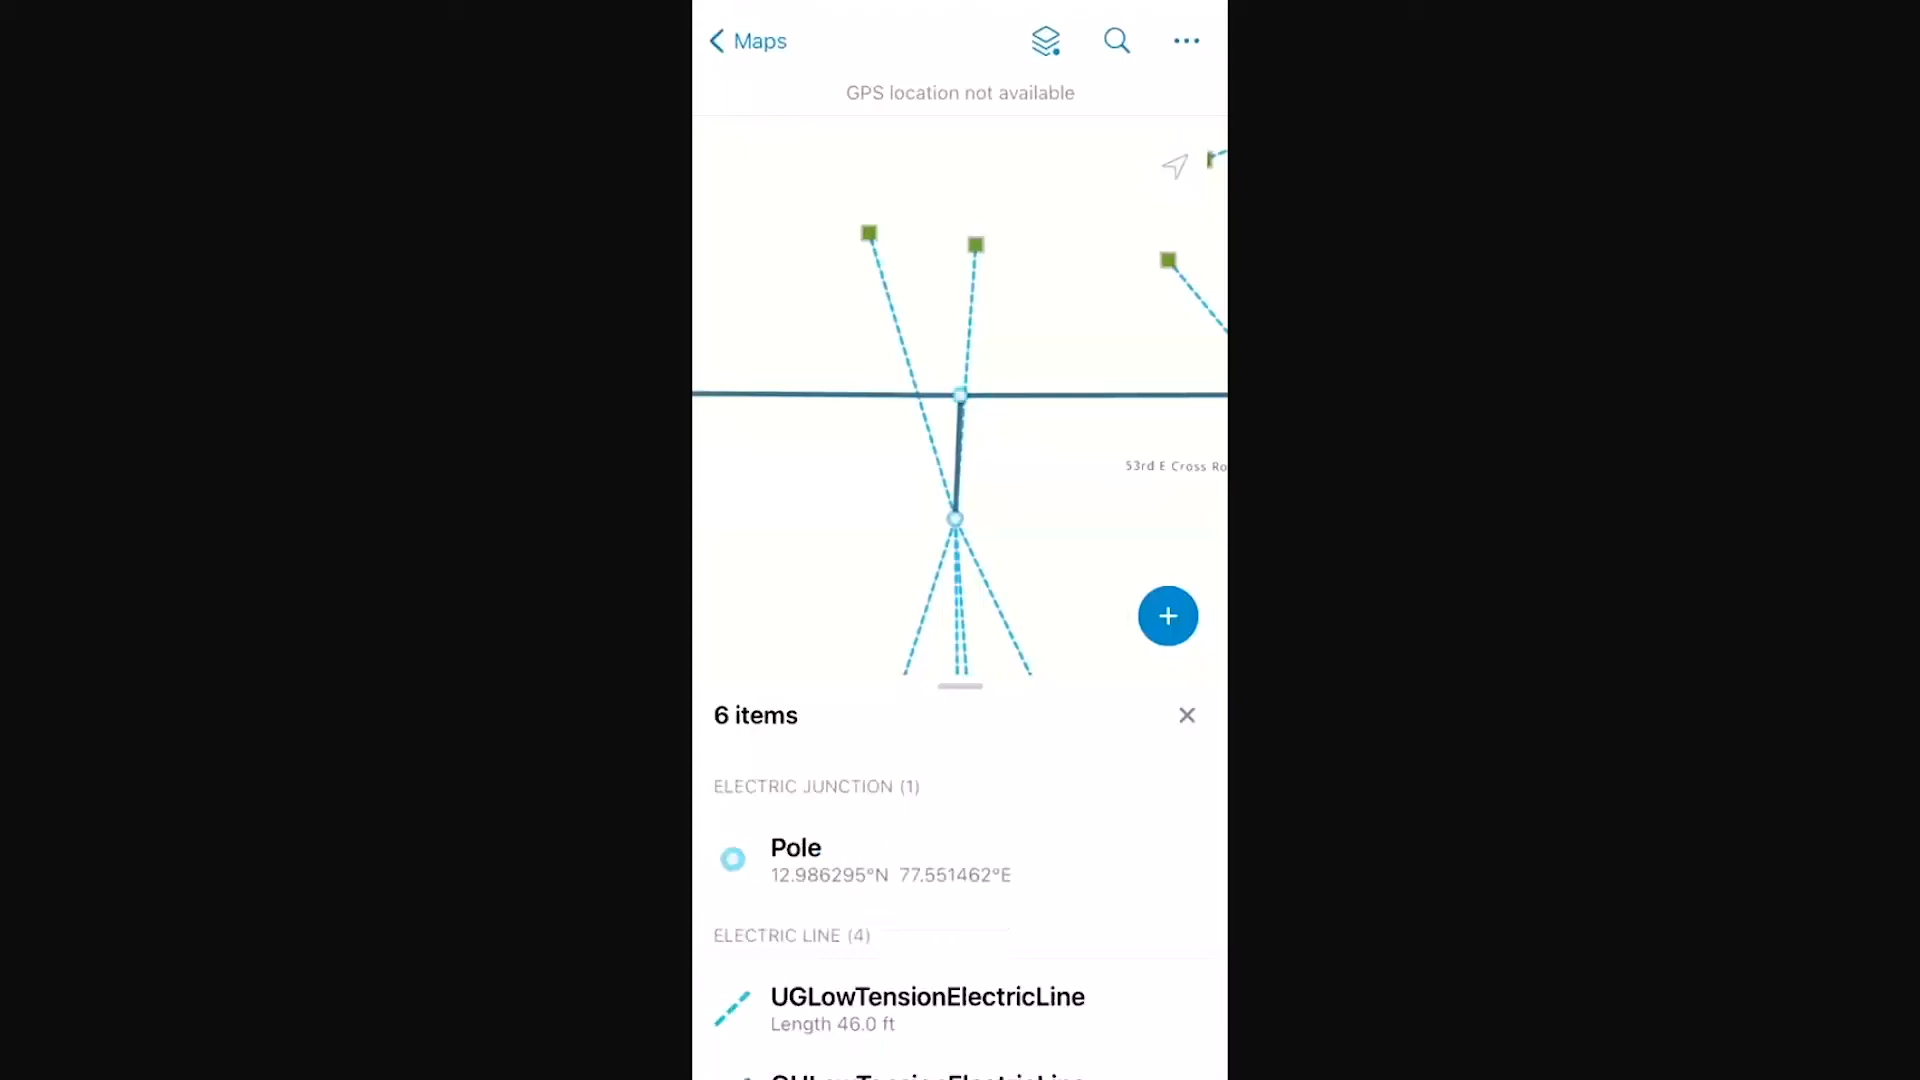 Maps
GPS location not available
53rd E Cross Ro
6 items
ELECTRIC JUNCTION (1)
Pole
12.986295°N 77.551462°E
ELECTRIC LINE (4)
UGLowTensionElectricLine
Length 46.0 ft